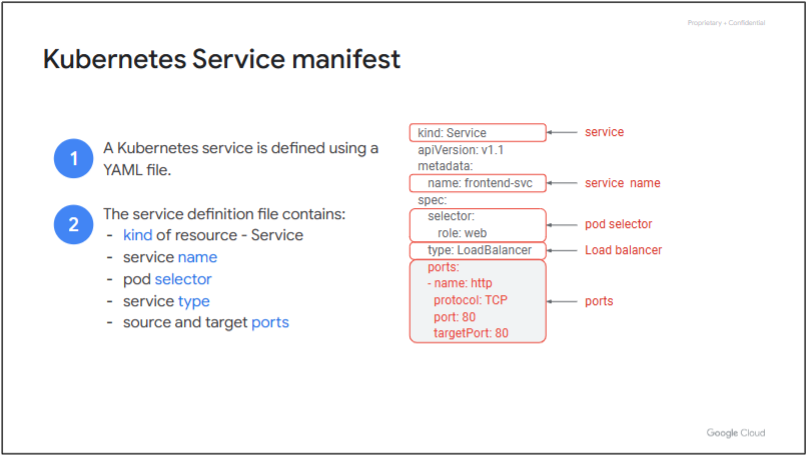 Proprietary + Confidential
Kubernetes Service manifest
1
A Kubernetes service is defined using a
YAML file.
2
The service definition file contains:
- kind of resource - Service
- service name
- pod selector
- service type
- source and target ports
kind: Service
apiVersion: v1.1
metadata:
name: frontend-svc
spec:
selector:
role: web
type: LoadBalancer
ports:
- name: http
protocol: TCP
port: 80
targetPort: 80
service
service name
pod selector
Load balancer
ports
Google Cloud